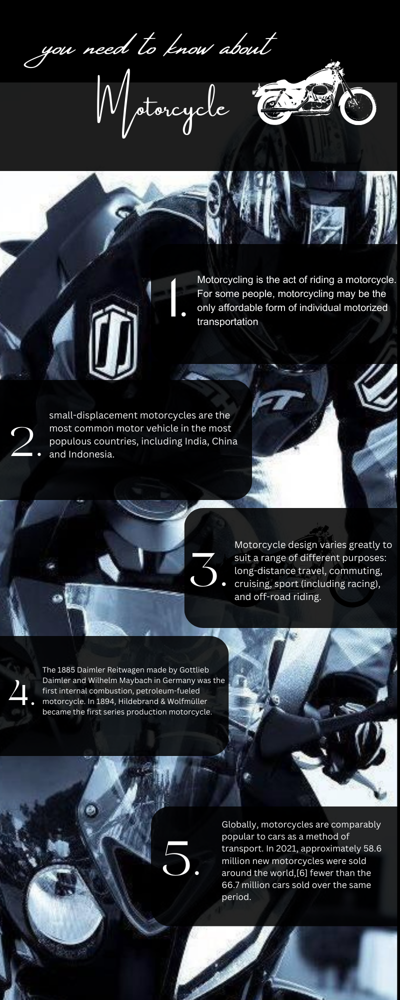 you need to know about
Motorcycle
1.
Motorcycling is the act of riding a motorcycle.
For some people, motorcycling may be the
only affordable form of individual motorized
transportation
2.
small-displacement motorcycles are the
most common motor vehicle in the most
populous countries, including India, China
and Indonesia.
3.
Motorcycle design varies greatly to
suit a range of different purposes:
long-distance travel, commuting,
cruising, sport (including racing),
and off-road riding.
4.
The 1885 Daimler Reitwagen made by Gottlieb
Daimler and Wilhelm Maybach in Germany was the
first internal combustion, petroleum-fueled
motorcycle. In 1894, Hildebrand & Wolfmüller
became the first series production motorcycle.
5.
Globally, motorcycles are comparably
popular to cars as a method of
transport. In 2021, approximately 58.6
million new motorcycles were sold
around the world,[6] fewer than the
66.7 million cars sold over the same
period.